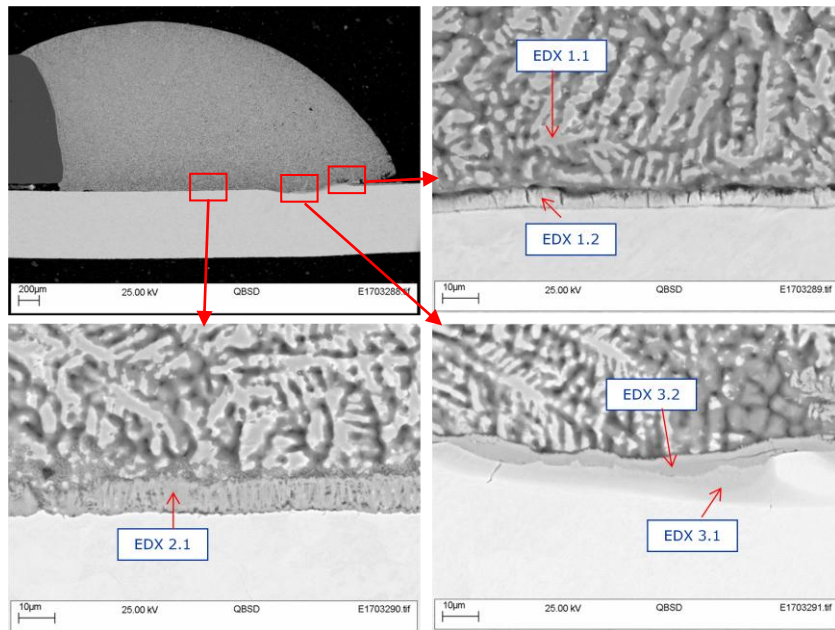 200µm 25.00 kV QBSD E1703288.tif
EDX 1.1
EDX 1.2
10µm 25.00 kV QBSD E1703289.tif
EDX 2.1
10µm 25.00 kV QBSD E1703290.tif
EDX 3.2
EDX 3.1
10µm 25.00 kV QBSD E1703291.tif